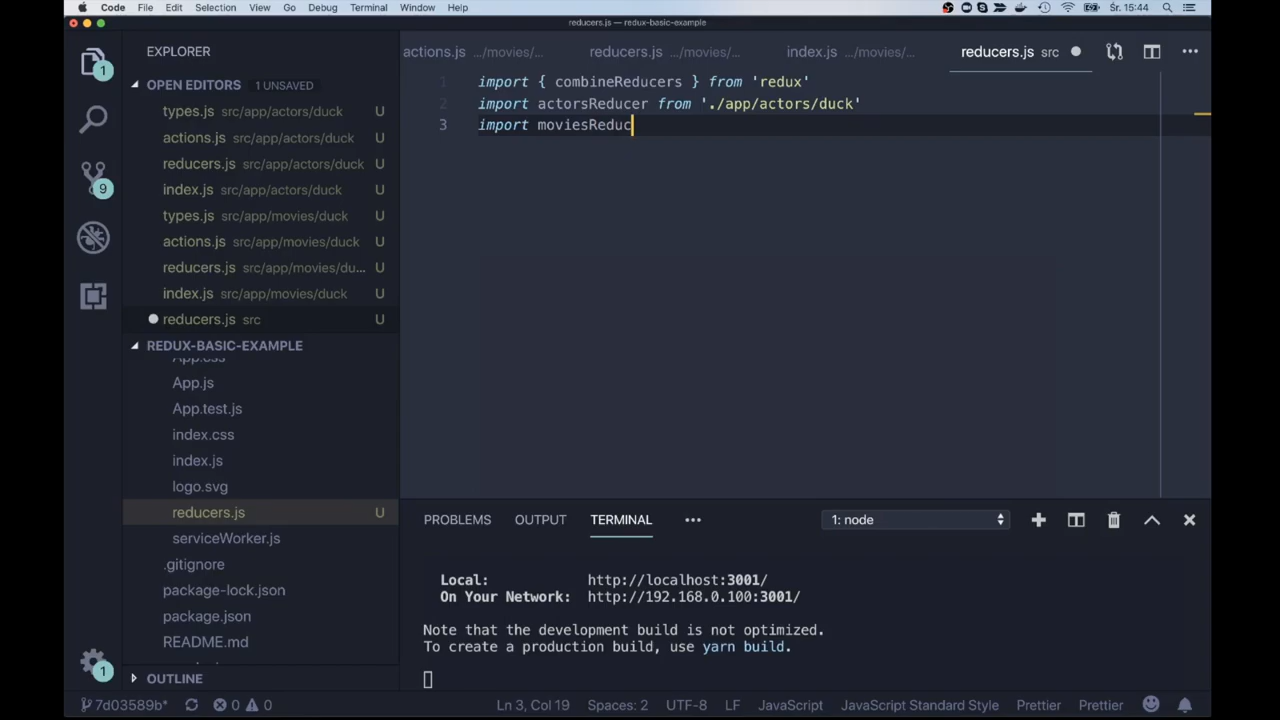 Code File Edit Selection View Go Debug Terminal Window Help Śr. 15:44
reducers.js — redux-basic-example
EXPLORER
actions.js .../movies/... reducers.js .../movies/... index.js .../movies/... reducers.js src
1
OPEN EDITORS 1 UNSAVED
types.js src/app/actors/duck U
actions.js src/app/actors/duck U
reducers.js src/app/actors/duck U
9
index.js src/app/actors/duck U
types.js src/app/movies/duck U
actions.js src/app/movies/duck U
reducers.js src/app/movies/du... U
index.js src/app/movies/duck U
reducers.js src U
REDUX-BASIC-EXAMPLE
App.css
App.js
App.test.js
index.css
index.js
logo.svg
reducers.js U
serviceWorker.js
.gitignore
package-lock.json
package.json
README.md
1
OUTLINE
1 import { combineReducers } from 'redux'
2 import actorsReducer from './app/actors/duck'
3 import moviesReduc
PROBLEMS OUTPUT TERMINAL ••• 1: node
Local: http://localhost:3001/
On Your Network: http://192.168.0.100:3001/
Note that the development build is not optimized.
To create a production build, use yarn build.
7d03589b* 0 0 Ln 3, Col 19 Spaces: 2 UTF-8 LF JavaScript JavaScript Standard Style Prettier Prettier